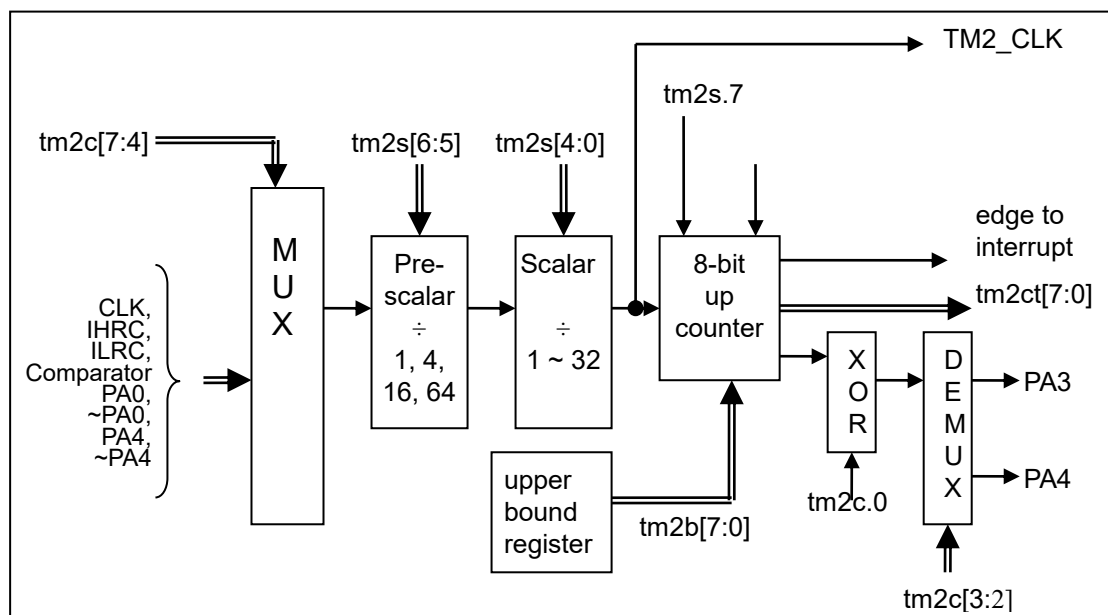 TM2_CLK
tm2s.7
tm2c[7:4]
tm2s[6:5]
tm2s[4:0]
M
U
X
Pre-
scalar
÷
1, 4,
16, 64
Scalar
÷
1 ~ 32
8-bit
up
counter
edge to
interrupt
tm2ct[7:0]
CLK,
IHRC,
ILRC,
Comparator
PA0,
~PA0,
PA4,
~PA4
X
O
R
D
E
M
U
X
PA3
PA4
upper
bound
register
tm2b[7:0]
tm2c.0
tm2c[3:2]